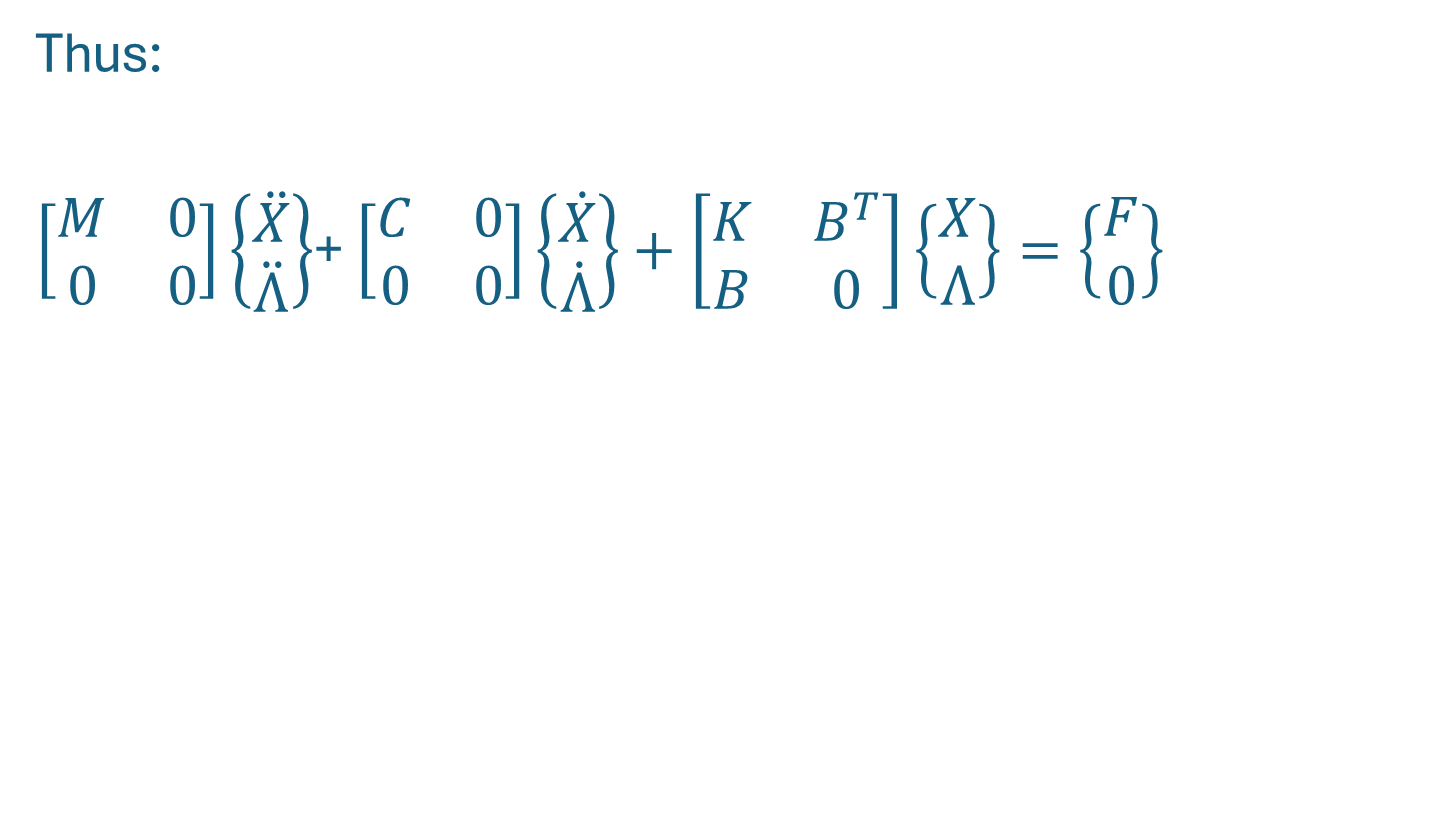 Thus:
[M 0; 0 0] {Ẍ; Λ̈} + [C 0; 0 0] {Ẋ; Λ̇} + [K Bᵀ; B 0] {X; Λ} = {F; 0}